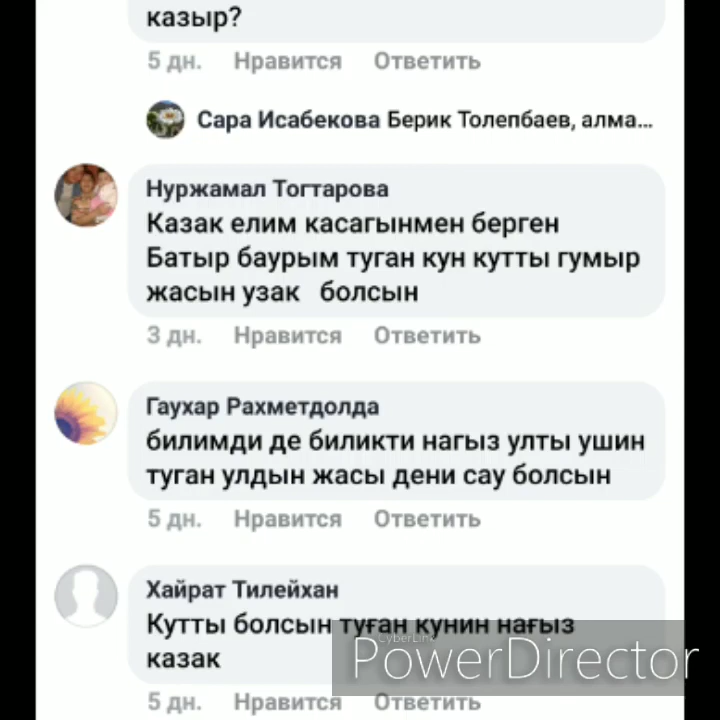 казыр?
5 дн. Нравится Ответить
Сара Исабекова Берик Толепбаев, алма...
Нуржамал Тогтарова
Казак елим касагынмен берген
Батыр баурым туган кун кутты гумыр
жасын узак болсын
3 дн. Нравится Ответить
Гаухар Рахметдолда
билимди де биликти нагыз улты ушин
туган улдын жасы дени сау болсын
5 дн. Нравится Ответить
Хайрат Тилейхан
Кутты болсын туған кунин нағыз
казак
CyberLink
PowerDirector
5 дн. Нравится Ответить